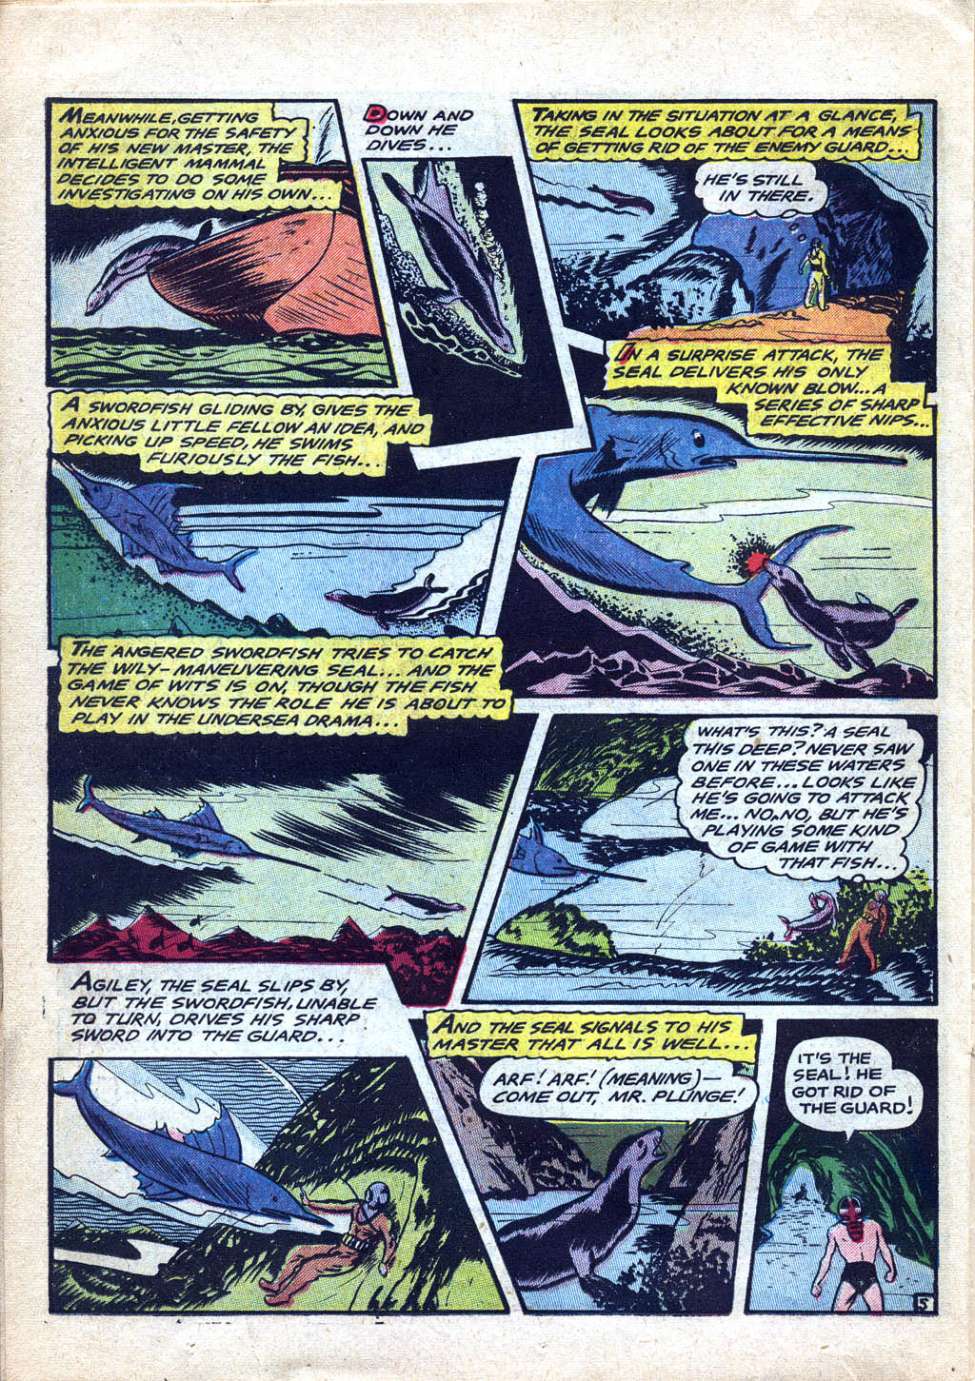 MEANWHILE, GETTING
ANXIOUS FOR THE SAFETY
OF HIS NEW MASTER, THE
INTELLIGENT MAMMAL
DECIDES TO DO SOME
INVESTIGATING ON HIS OWN...
DOWN AND
DOWN HE
DIVES...
TAKING IN THE SITUATION AT A GLANCE,
THE SEAL LOOKS ABOUT FOR A MEANS
OF GETTING RID OF THE ENEMY GUARD...
HE'S STILL
IN THERE.
A SWORDFISH GLIDING BY, GIVES THE
ANXIOUS LITTLE FELLOW AN IDEA, AND
PICKING UP SPEED, HE SWIMS
FURIOUSLY THE FISH...
IN A SURPRISE ATTACK, THE
SEAL DELIVERS HIS ONLY
KNOWN BLOW... A
SERIES OF SHARP
EFFECTIVE NIPS...
THE ANGERED SWORDFISH TRIES TO CATCH
THE WILY-MANEUVERING SEAL... AND THE
GAME OF WITS IS ON, THOUGH THE FISH
NEVER KNOWS THE ROLE HE IS ABOUT TO
PLAY IN THE UNDERSEA DRAMA...
WHAT'S THIS? A SEAL
THIS DEEP? NEVER SAW
ONE IN THESE WATERS
BEFORE... LOOKS LIKE
HE'S GOING TO ATTACK
ME... NO, NO, BUT HE'S
PLAYING SOME KIND
OF GAME WITH
THAT FISH...
AGILEY, THE SEAL SLIPS BY,
BUT THE SWORDFISH, UNABLE
TO TURN, DRIVES HIS SHARP
SWORD INTO THE GUARD...
AND THE SEAL SIGNALS TO HIS
MASTER THAT ALL IS WELL...
ARF! ARF! (MEANING)-
COME OUT, MR. PLUNGE!
IT'S THE
SEAL! HE
GOT RID OF
THE GUARD!
5